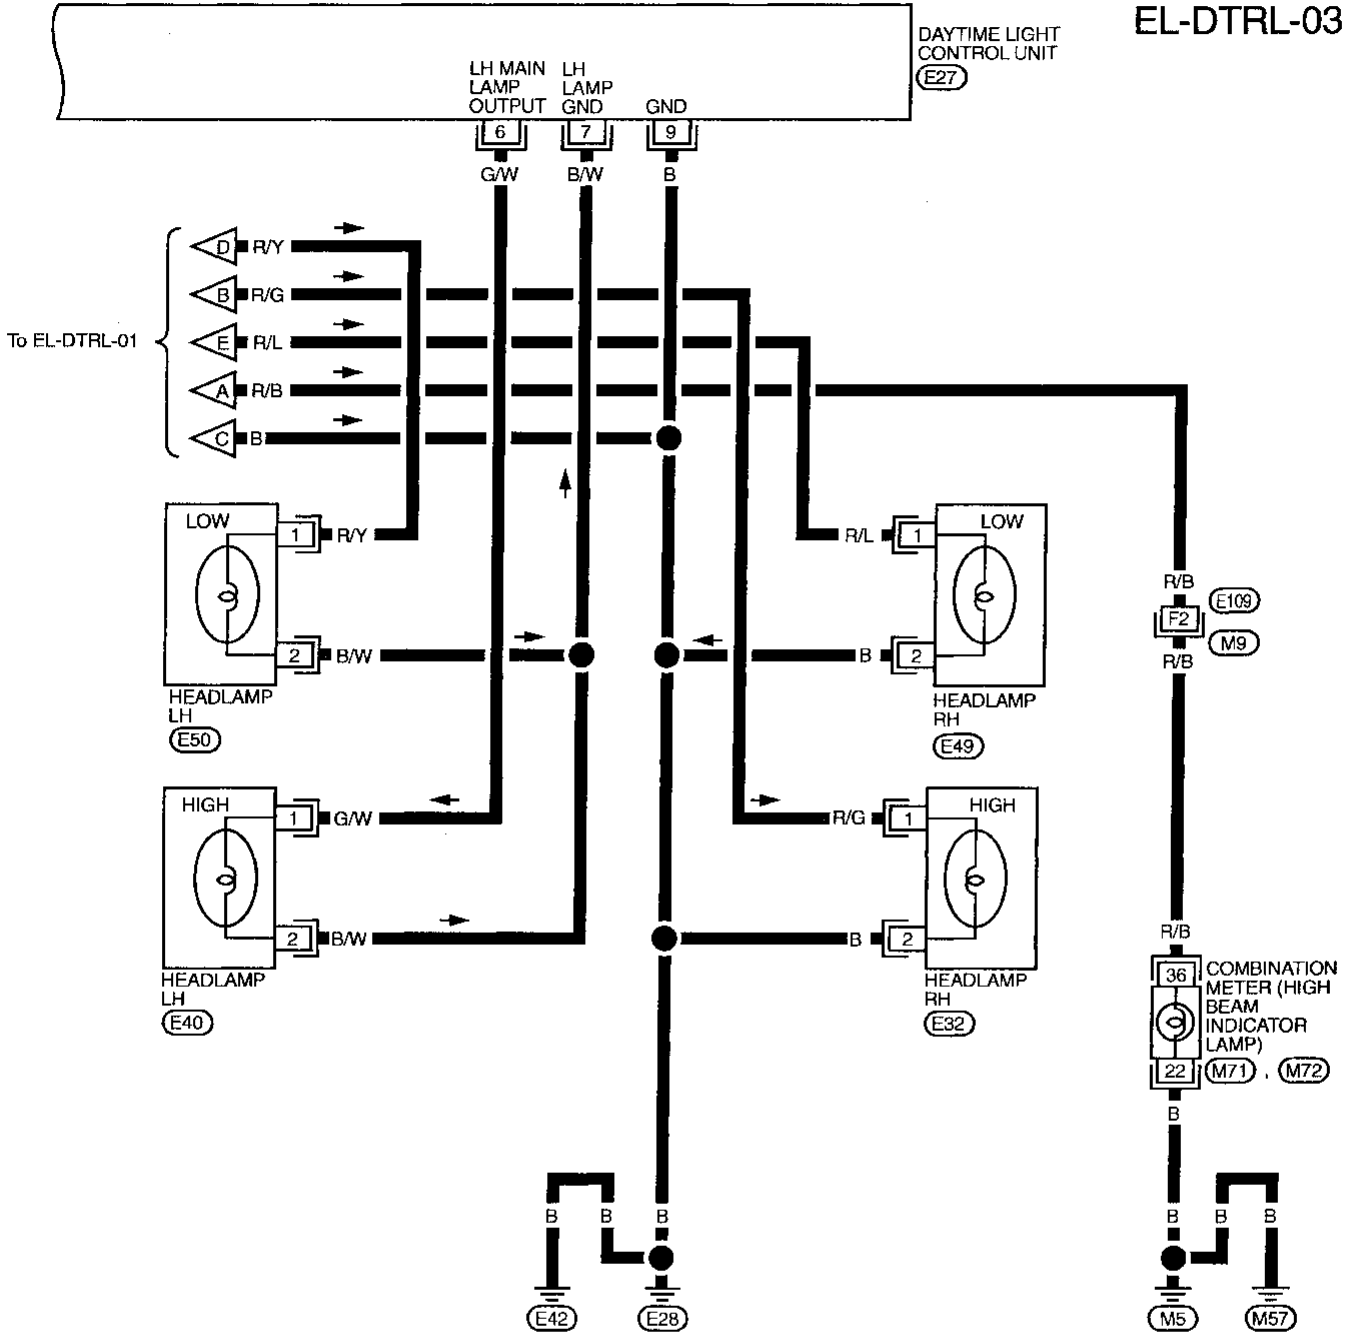 EL-DTRL-03
DAYTIME LIGHT
CONTROL UNIT
E27
LH MAIN
LAMP
OUTPUT
LH
LAMP
GND
GND
6
7
9
G/W
B/W
B
To EL-DTRL-01
D R/Y
B R/G
E R/L
A R/B
C B
LOW
1
R/Y
2
B/W
HEADLAMP
LH
E50
R/L
1
LOW
B
2
HEADLAMP
RH
E49
R/B
F2
E109
M9
R/B
HIGH
1
G/W
2
B/W
HEADLAMP
LH
E40
R/G
1
HIGH
B
2
HEADLAMP
RH
E32
R/B
36
COMBINATION
METER (HIGH
BEAM
INDICATOR
LAMP)
22
M71 , M72
B
B
B
B
B
B
B
E42
E28
M5
M57